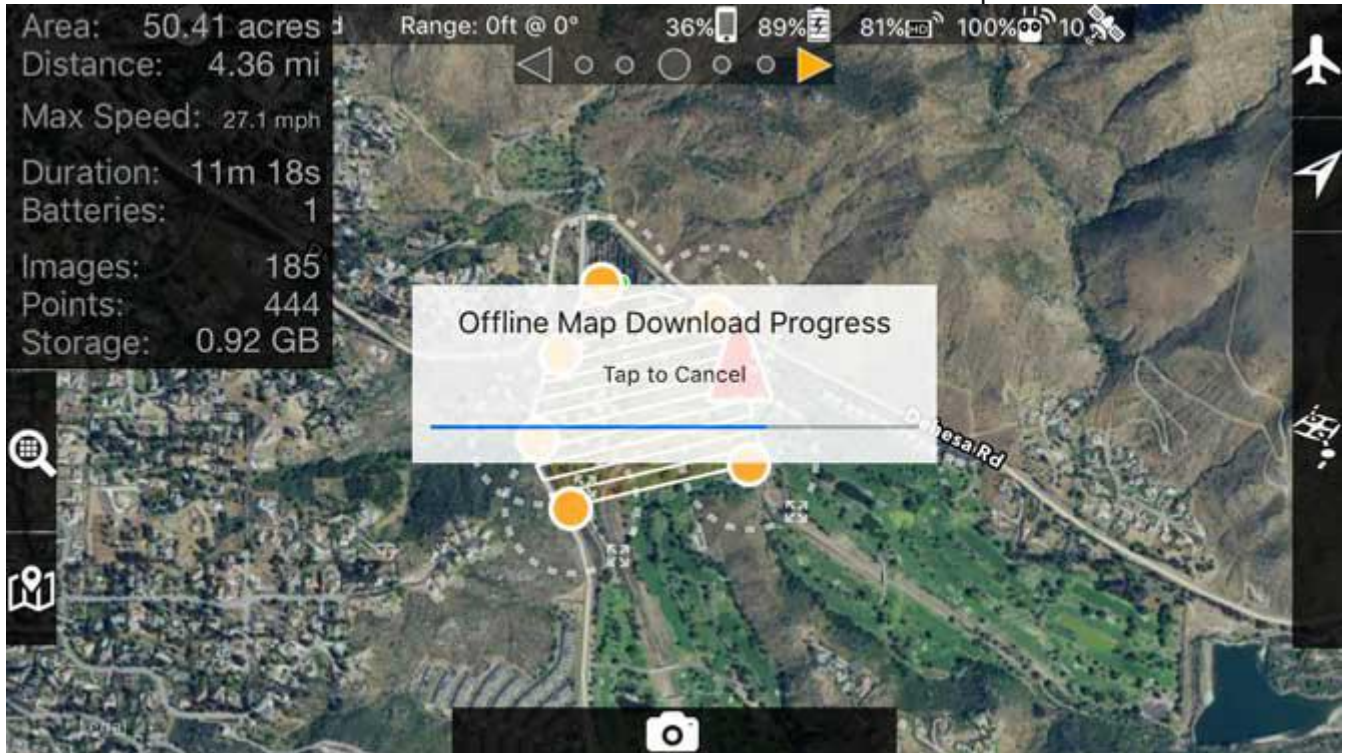 Area: 50.41 acres
Distance: 4.36 mi
Max Speed: 27.1 mph
Duration: 11m 18s
Batteries: 1
Images: 185
Points: 444
Storage: 0.92 GB
d Range: 0ft @ 0° 36% 89% 81% HD 100% 10
Offline Map Download Progress
Tap to Cancel
hesa Rd